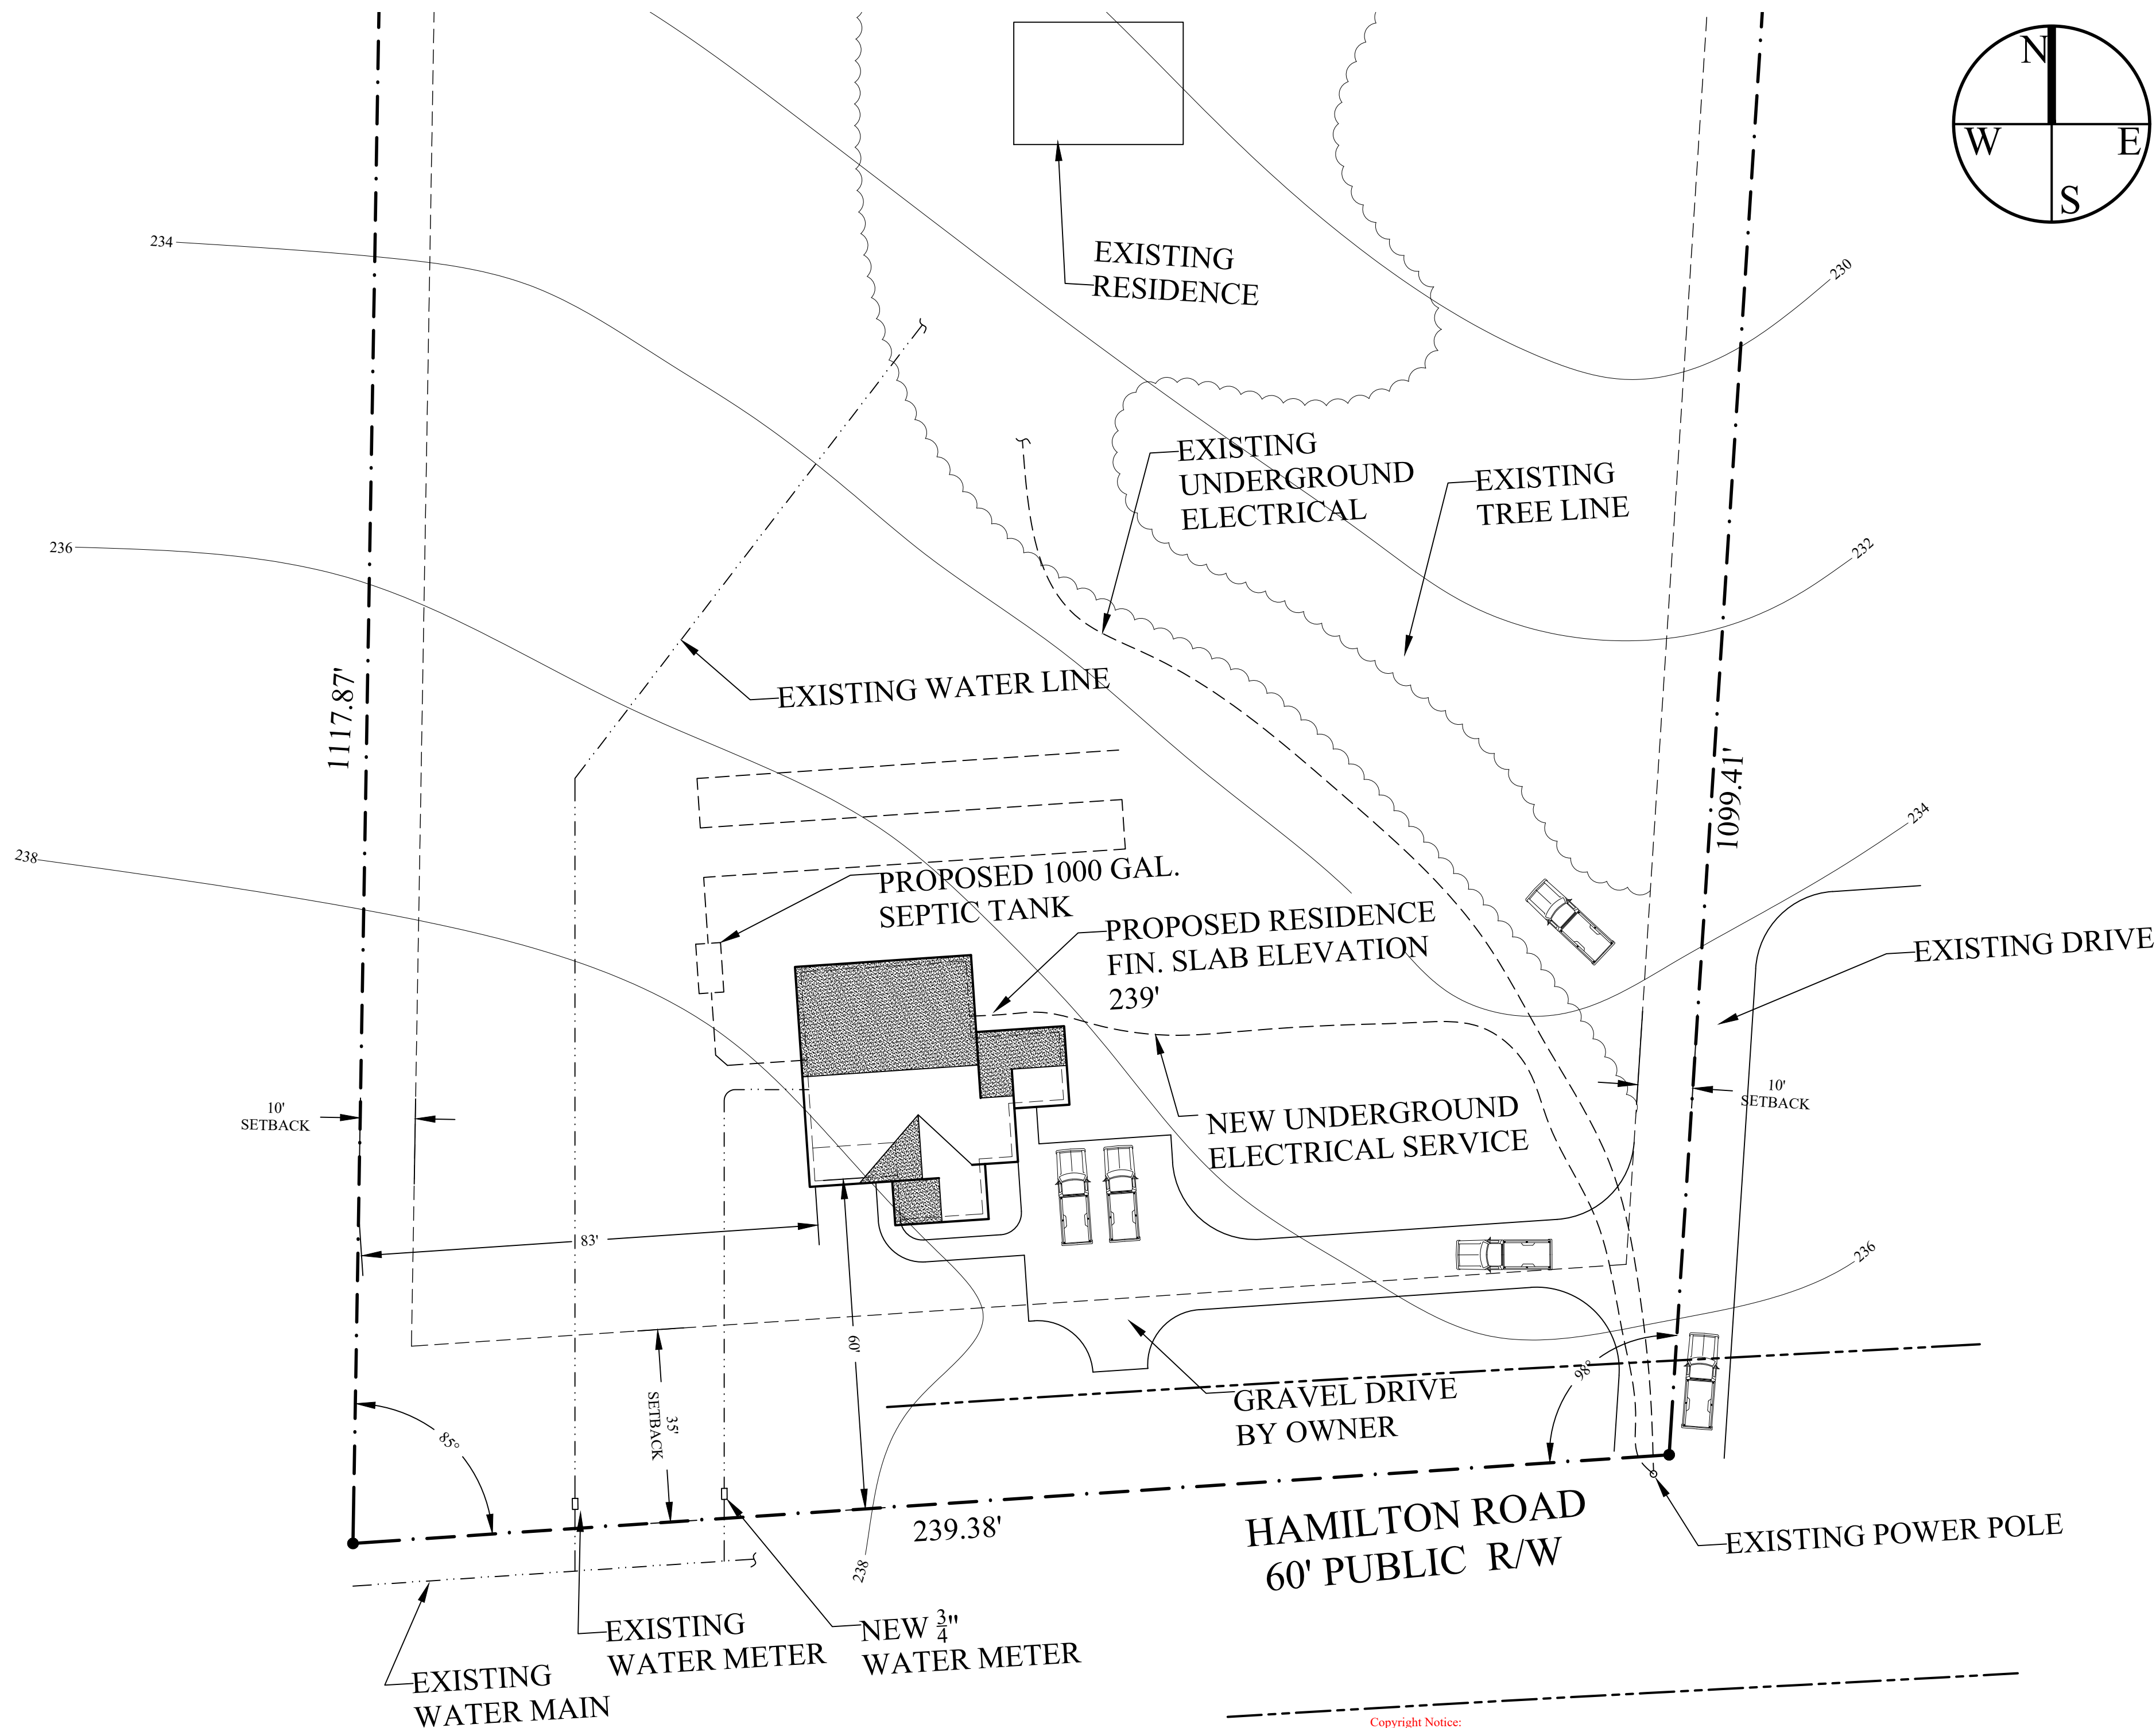 N
W
E
S
EXISTING
RESIDENCE
234
230
EXISTING
UNDERGROUND
ELECTRICAL
EXISTING
TREE LINE
236
232
EXISTING WATER LINE
1117.87'
1099.41'
234
238
PROPOSED 1000 GAL.
SEPTIC TANK
PROPOSED RESIDENCE
FIN. SLAB ELEVATION
239'
EXISTING DRIVE
10'
SETBACK
10'
SETBACK
NEW UNDERGROUND
ELECTRICAL SERVICE
83'
236
60'
98°
35'
SETBACK
GRAVEL DRIVE
BY OWNER
85°
239.38'
HAMILTON ROAD
60' PUBLIC R/W
EXISTING POWER POLE
238
EXISTING
WATER METER
NEW 3/4"
WATER METER
EXISTING
WATER MAIN
Copyright Notice: